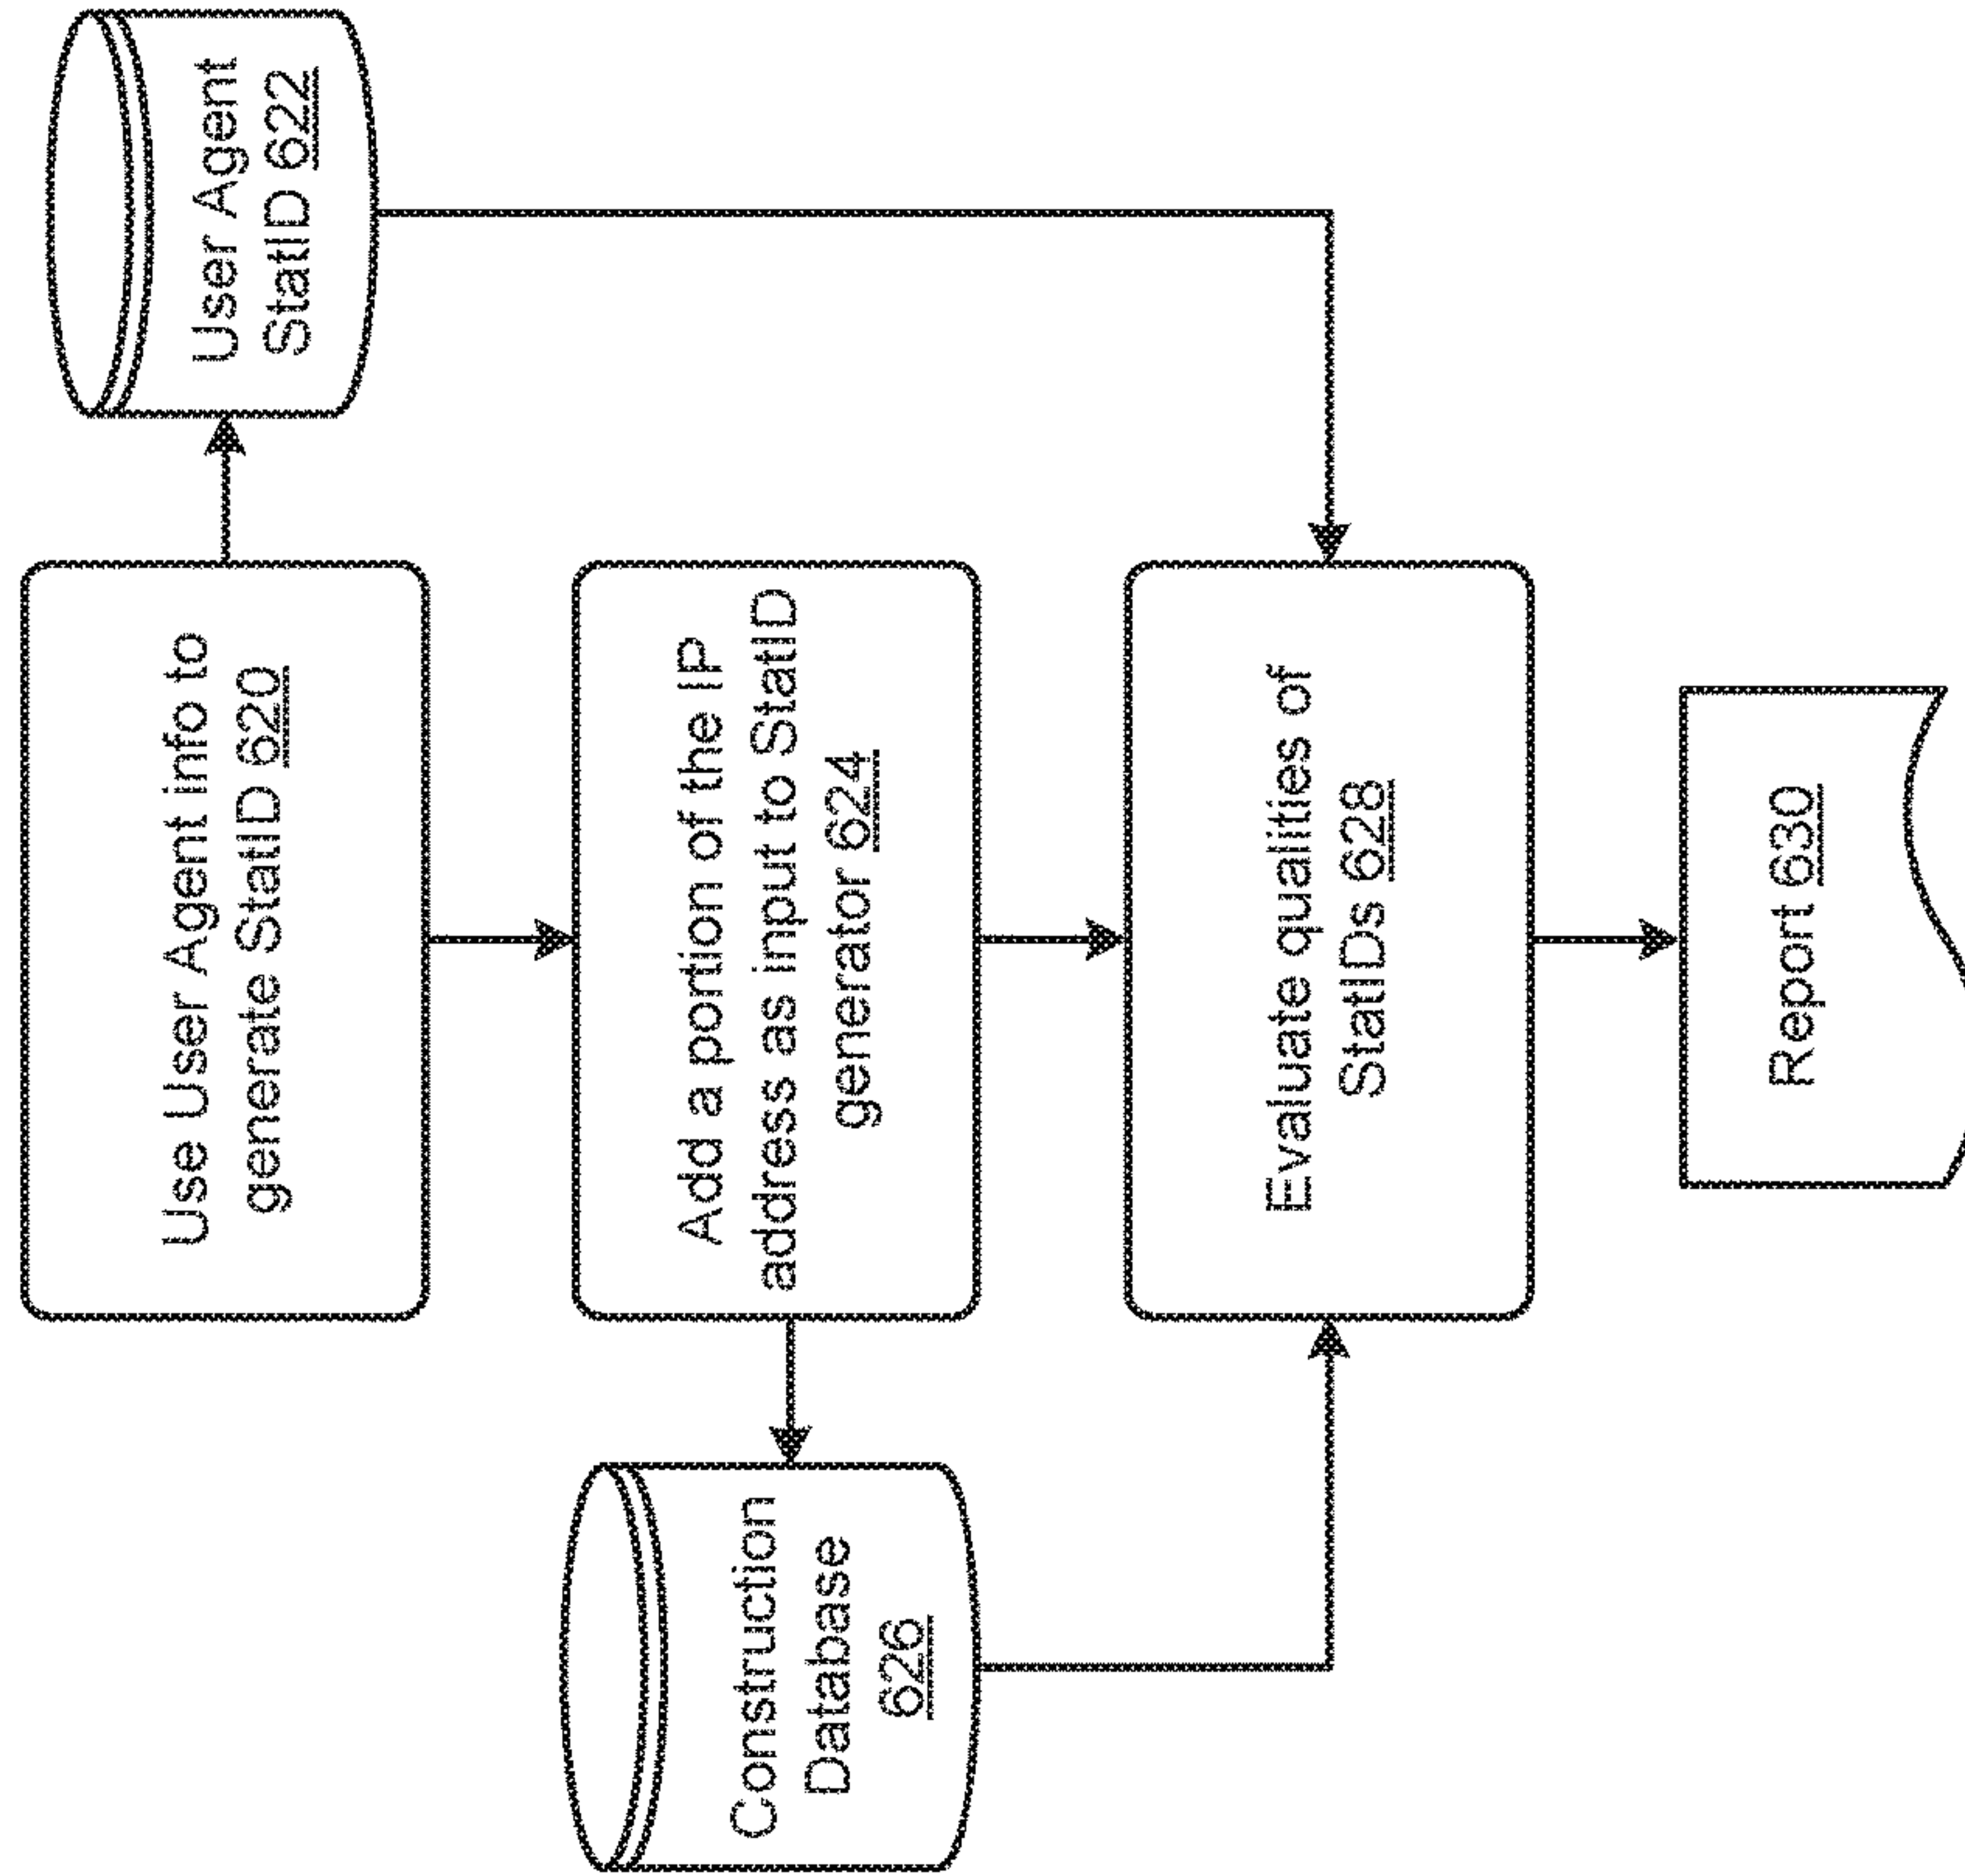 Use User Agent info to
generate StatID 620
User Agent
StatID 622
Add a portion of the IP
address as input to StatID
generator 624
Construction
Database
626
Evaluate qualities of
StatIDs 628
Report 630